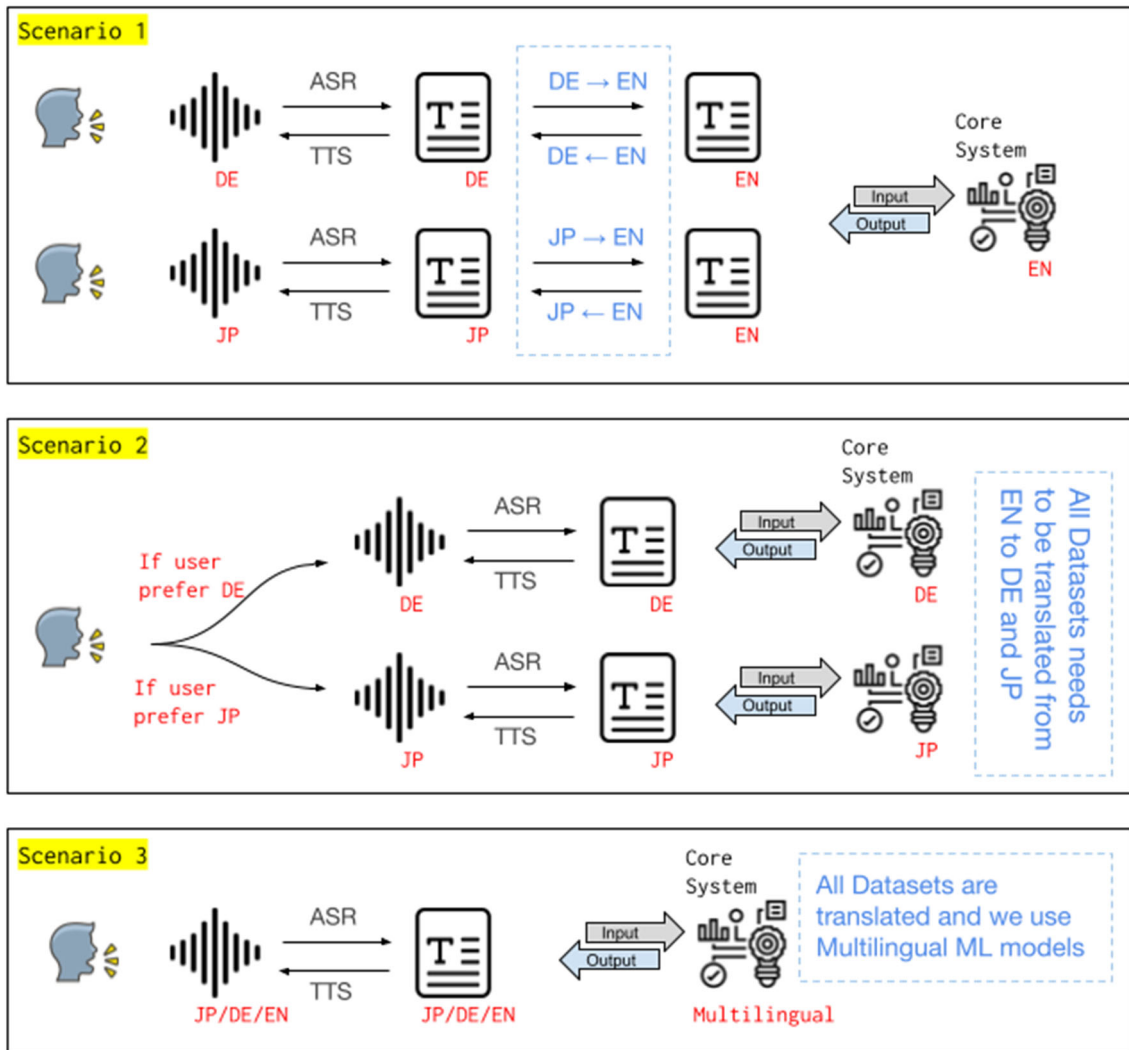 Scenario 1
ASR
TTS
DE
DE
DE → EN
DE ← EN
EN
ASR
TTS
JP
JP
JP → EN
JP ← EN
EN
Core
System
Input
Output
EN
Scenario 2
If user
prefer DE
If user
prefer JP
ASR
TTS
DE
DE
Input
Output
Core
System
DE
ASR
TTS
JP
JP
Input
Output
JP
All Datasets needs
to be translated from
EN to DE and JP
Scenario 3
ASR
TTS
JP/DE/EN
JP/DE/EN
Input
Output
Core
System
Multilingual
All Datasets are
translated and we use
Multilingual ML models